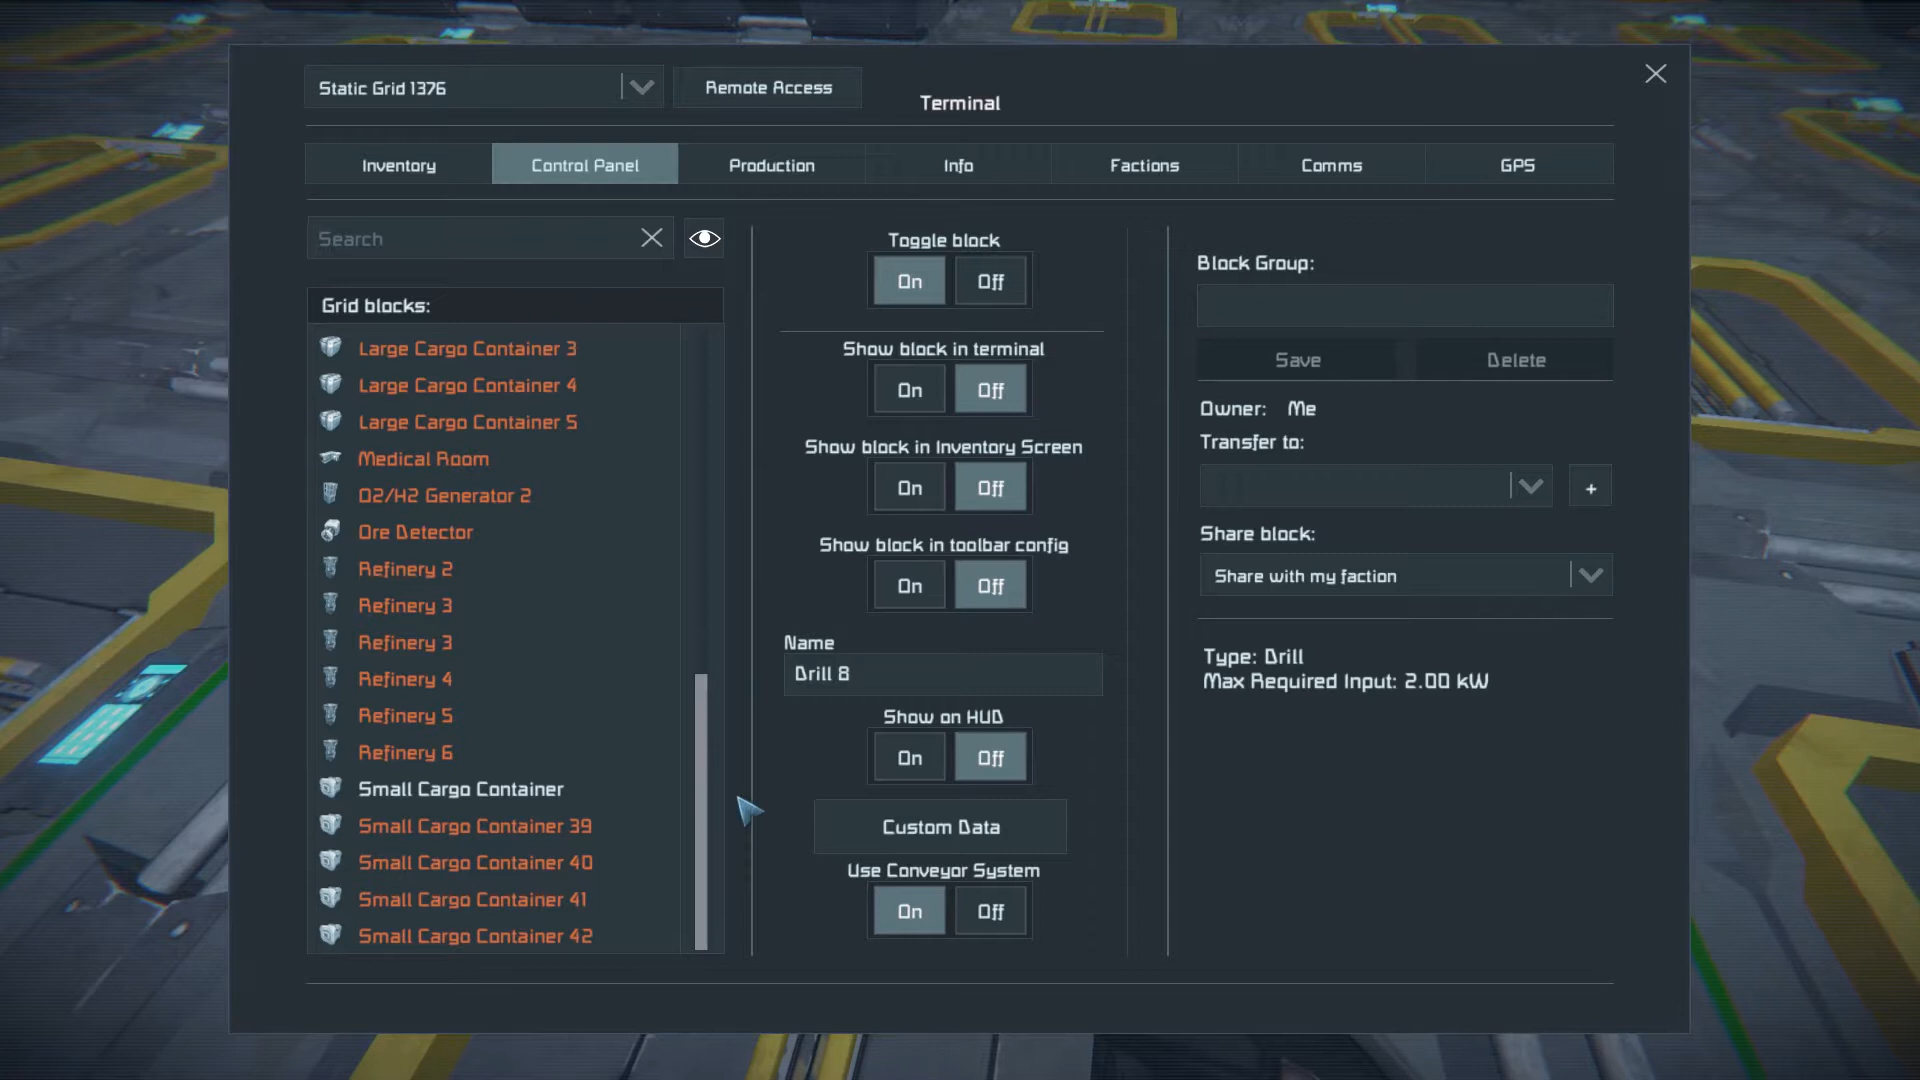 Static Grid 1376
Remote Access
Terminal
Inventory
Control Panel
Production
Info
Factions
Comms
GPS
Search
Grid blocks:
Large Cargo Container 3
Large Cargo Container 4
Large Cargo Container 5
Medical Room
O2/H2 Generator 2
Ore Detector
Refinery 2
Refinery 3
Refinery 3
Refinery 4
Refinery 5
Refinery 6
Small Cargo Container
Small Cargo Container 39
Small Cargo Container 40
Small Cargo Container 41
Small Cargo Container 42
Toggle block
On Off
Show block in terminal
On Off
Show block in Inventory Screen
On Off
Show block in toolbar config
On Off
Name
Drill 8
Show on HUD
On Off
Custom Data
Use Conveyor System
On Off
Block Group:
Save
Delete
Owner: Me
Transfer to:
+
Share block:
Share with my faction
Type: Drill
Max Required Input: 2.00 kW